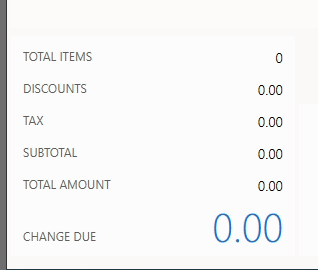 TOTAL ITEMS 0
DISCOUNTS 0.00
TAX 0.00
SUBTOTAL 0.00
TOTAL AMOUNT 0.00
CHANGE DUE 0.00